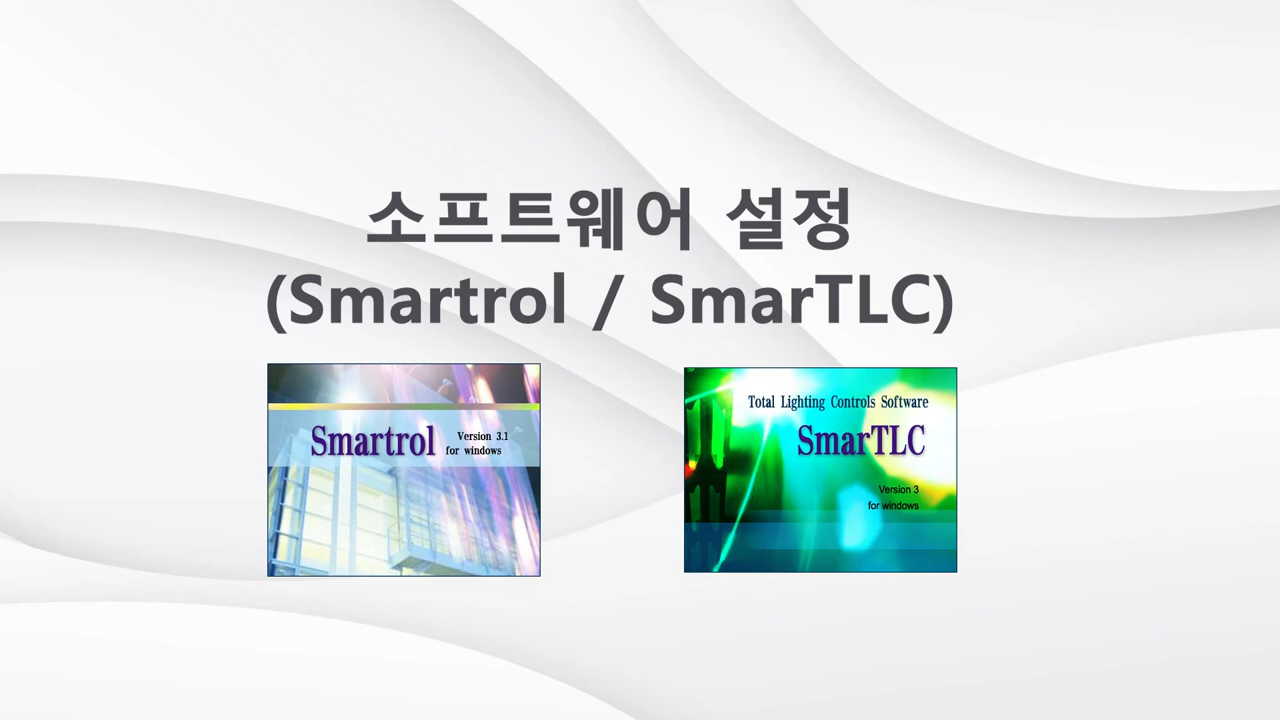 소프트웨어 설정
(Smartrol / SmarTLC)
Smartrol
Version 3.1
for windows
Total Lighting Controls Software
SmarTLC
Version 3
for windows